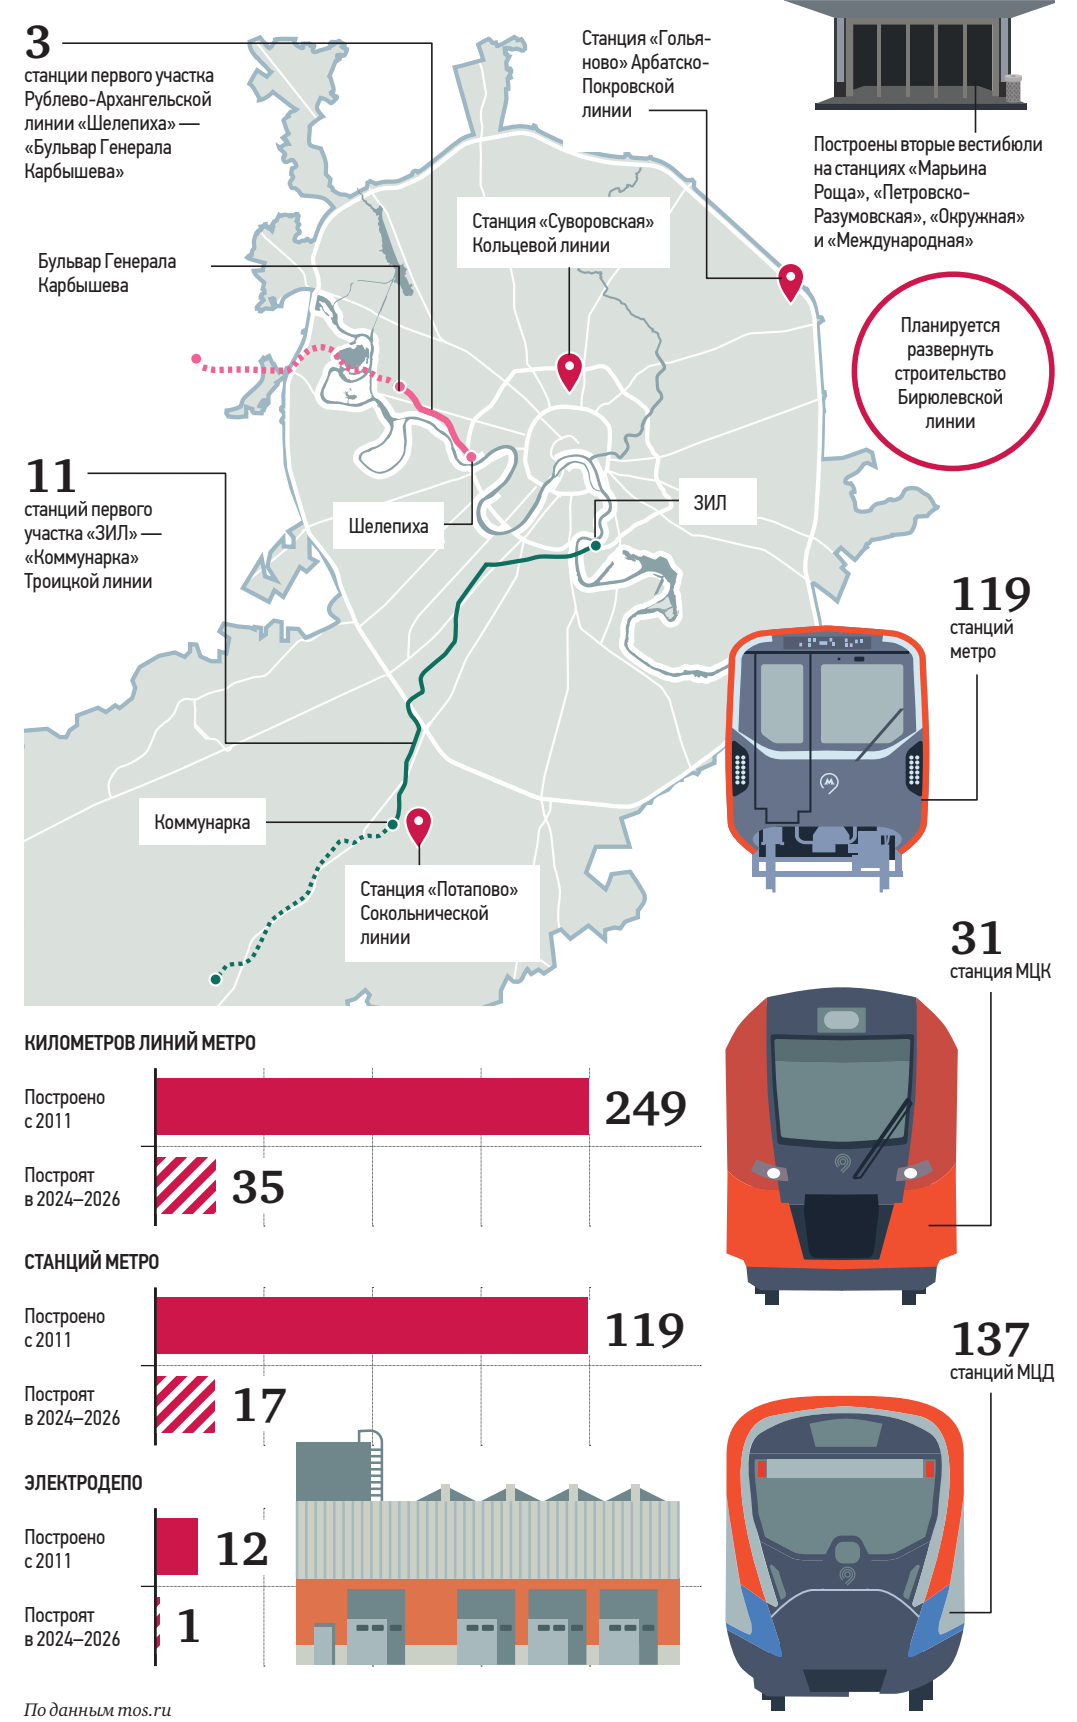 3
станции первого участка
Рублево-Архангельской
линии «Шелепиха» —
«Бульвар Генерала
Карбышева»
Станция «Голья-
ново» Арбатско-
Покровской
линии
Построены вторые вестибюли
на станциях «Марьина
Роща», «Петровско-
Разумовская», «Окружная»
и «Международная»
Станция «Суворовская»
Кольцевой линии
Бульвар Генерала
Карбышева
Планируется
развернуть
строительство
Бирюлевской
линии
11
станций первого
участка «ЗИЛ» —
«Коммунарка»
Троицкой линии
Шелепиха
ЗИЛ
119
станций
метро
Коммунарка
Станция «Потапово»
Сокольнической
линии
31
станция МЦК
КИЛОМЕТРОВ ЛИНИЙ МЕТРО
Построено
с 2011
249
Построят
в 2024–2026
35
СТАНЦИЙ МЕТРО
Построено
с 2011
119
Построят
в 2024–2026
17
137
станций МЦД
ЭЛЕКТРОДЕПО
Построено
с 2011
12
Построят
в 2024–2026
1
По данным mos.ru